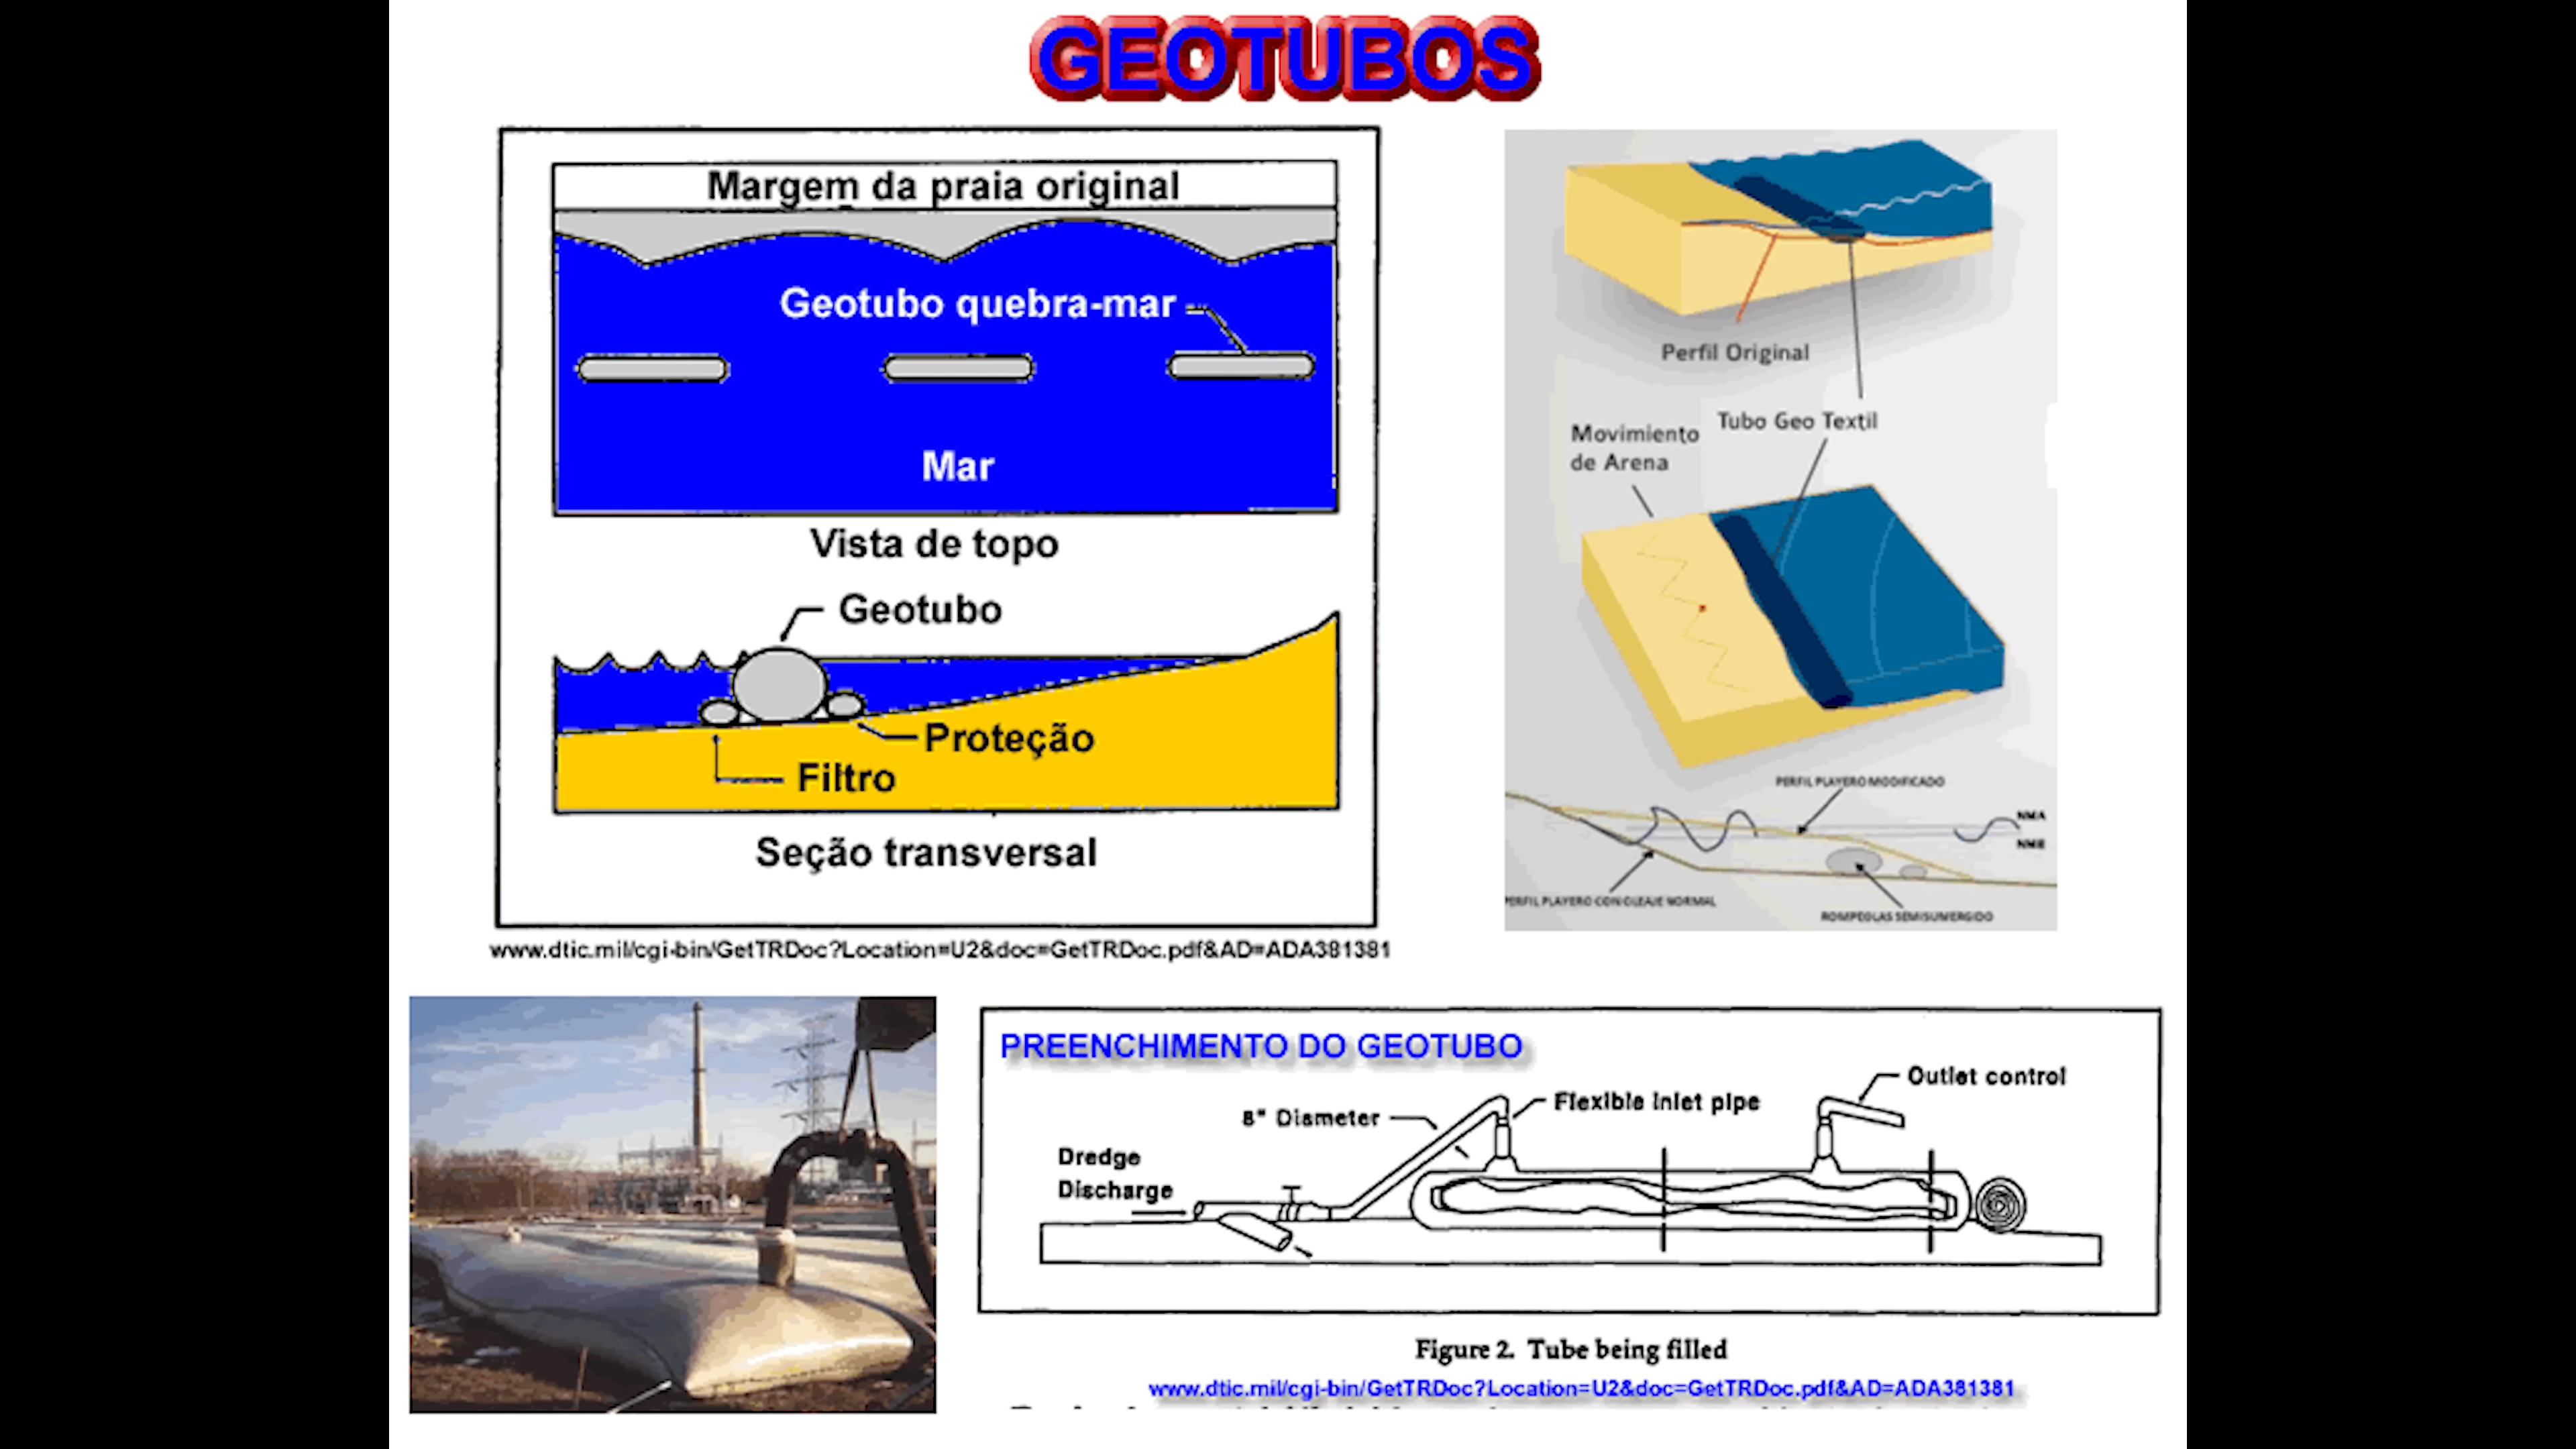 GEOTUBOS
Margem da praia original
Geotubo quebra-mar
Mar
Vista de topo
Geotubo
Proteção
Filtro
Seção transversal
www.dtic.mil/cgi-bin/GetTRDoc?Location=U2&doc=GetTRDoc.pdf&AD=ADA381381
Perfil Original
Tubo Geo Textil
Movimiento
de Arena
PERFIL PLAYERO MODIFICADO
NMA
NMB
PERFIL PLAYERO CON OLEAJE NORMAL
ROMPEOLAS SEMISUMERGIDO
PREENCHIMENTO DO GEOTUBO
Outlet control
Flexible inlet pipe
8" Diameter
Dredge
Discharge
Figure 2. Tube being filled
www.dtic.mil/cgi-bin/GetTRDoc?Location=U2&doc=GetTRDoc.pdf&AD=ADA381381